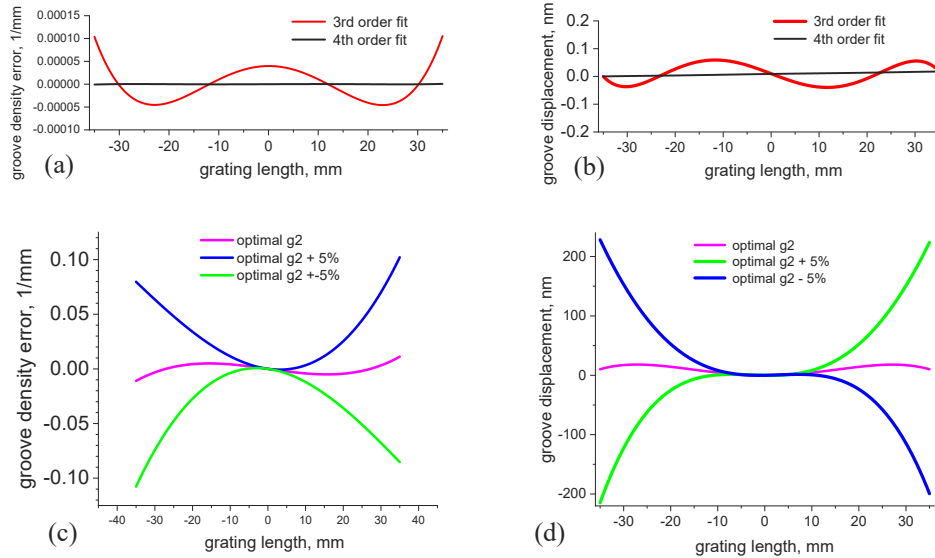 0.00015
0.00010
0.00005
0.00000
-0.00005
-0.00010
groove density error, 1/mm
3rd order fit
4th order fit
-30 -20 -10 0 10 20 30
grating length, mm
(a)
0.2
0.1
0.0
-0.1
-0.2
groove displacement, nm
3rd order fit
4th order fit
-30 -20 -10 0 10 20 30
grating length, mm
(b)
0.10
0.05
0.00
-0.05
-0.10
groove density error, 1/mm
optimal g2
optimal g2 + 5%
optimal g2 +-5%
-40 -30 -20 -10 0 10 20 30 40
grating length, mm
(c)
200
100
0
-100
-200
groove displacement, nm
optimal g2
optimal g2 + 5%
optimal g2 - 5%
-30 -20 -10 0 10 20 30
grating length, mm
(d)